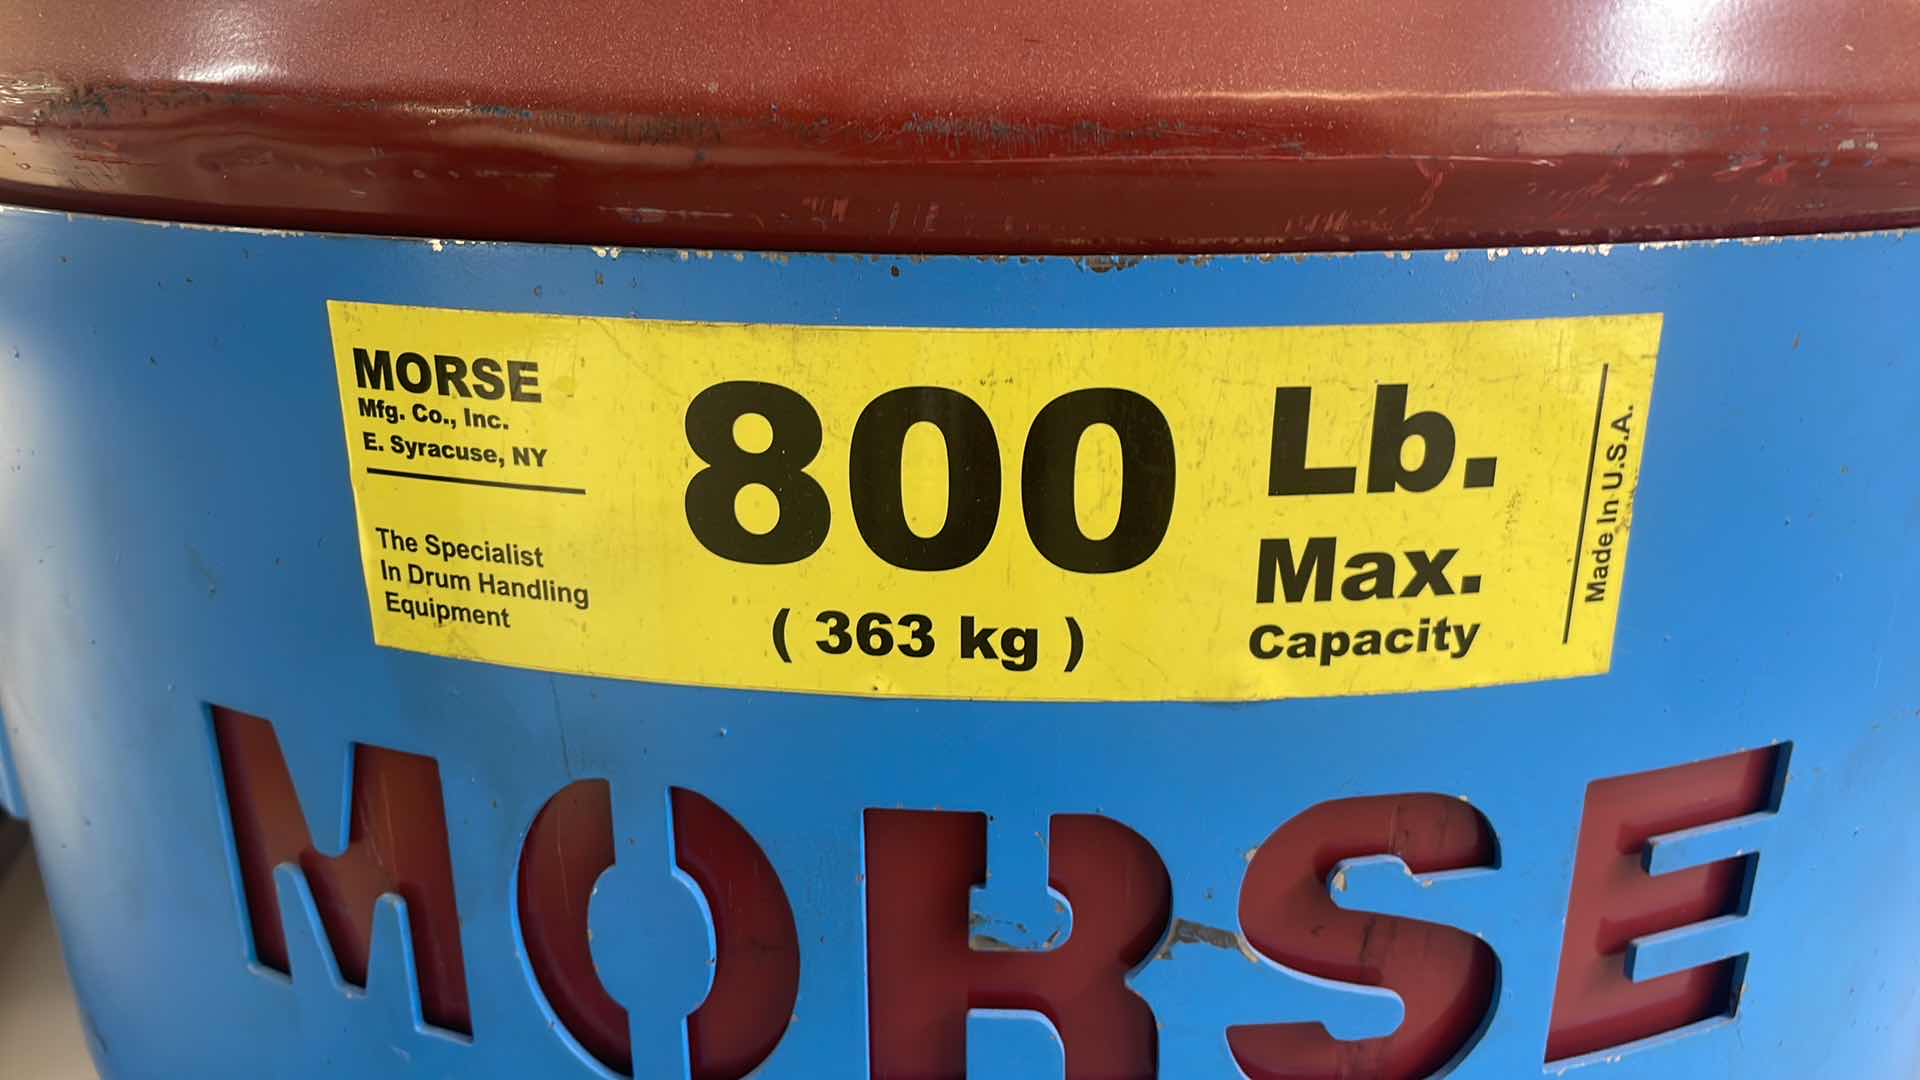 MORSE
Mfg. Co., Inc.
E. Syracuse, NY
The Specialist
In Drum Handling
Equipment
800
( 363 kg )
Lb.
Max.
Capacity
Made In U.S.A.
MORSE